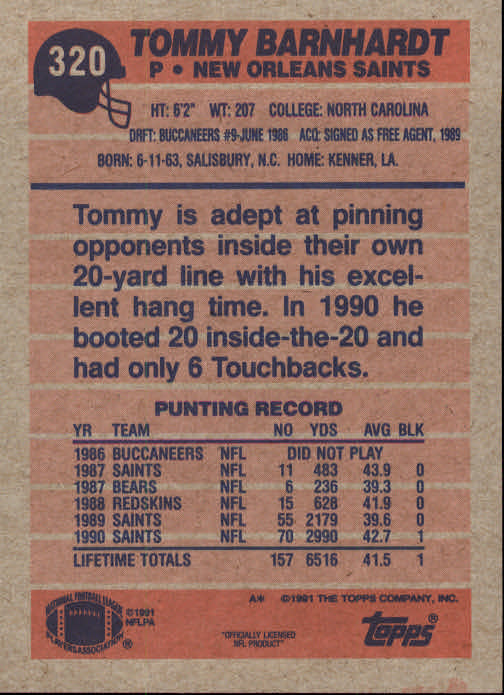 320
TOMMY BARNHARDT
P • NEW ORLEANS SAINTS
HT: 6'2" WT: 207 COLLEGE: NORTH CAROLINA
DRFT: BUCCANEERS #9-JUNE 1986 ACQ: SIGNED AS FREE AGENT, 1989
BORN: 6-11-63, SALISBURY, N.C. HOME: KENNER, LA.
Tommy is adept at pinning
opponents inside their own
20-yard line with his excel-
lent hang time. In 1990 he
booted 20 inside-the-20 and
had only 6 Touchbacks.
PUNTING RECORD
YR TEAM NO YDS AVG BLK
1986 BUCCANEERS NFL DID NOT PLAY
1987 SAINTS NFL 11 483 43.9 0
1987 BEARS NFL 6 236 39.3 0
1988 REDSKINS NFL 15 628 41.9 0
1989 SAINTS NFL 55 2179 39.6 0
1990 SAINTS NFL 70 2990 42.7 1
LIFETIME TOTALS 157 6516 41.5 1
NATIONAL FOOTBALL LEAGUE
PLAYERS ASSOCIATION ®
©1991
NFLPA
A* ©1991 THE TOPPS COMPANY, INC.
"OFFICIALLY LICENSED
NFL PRODUCT"
topps®